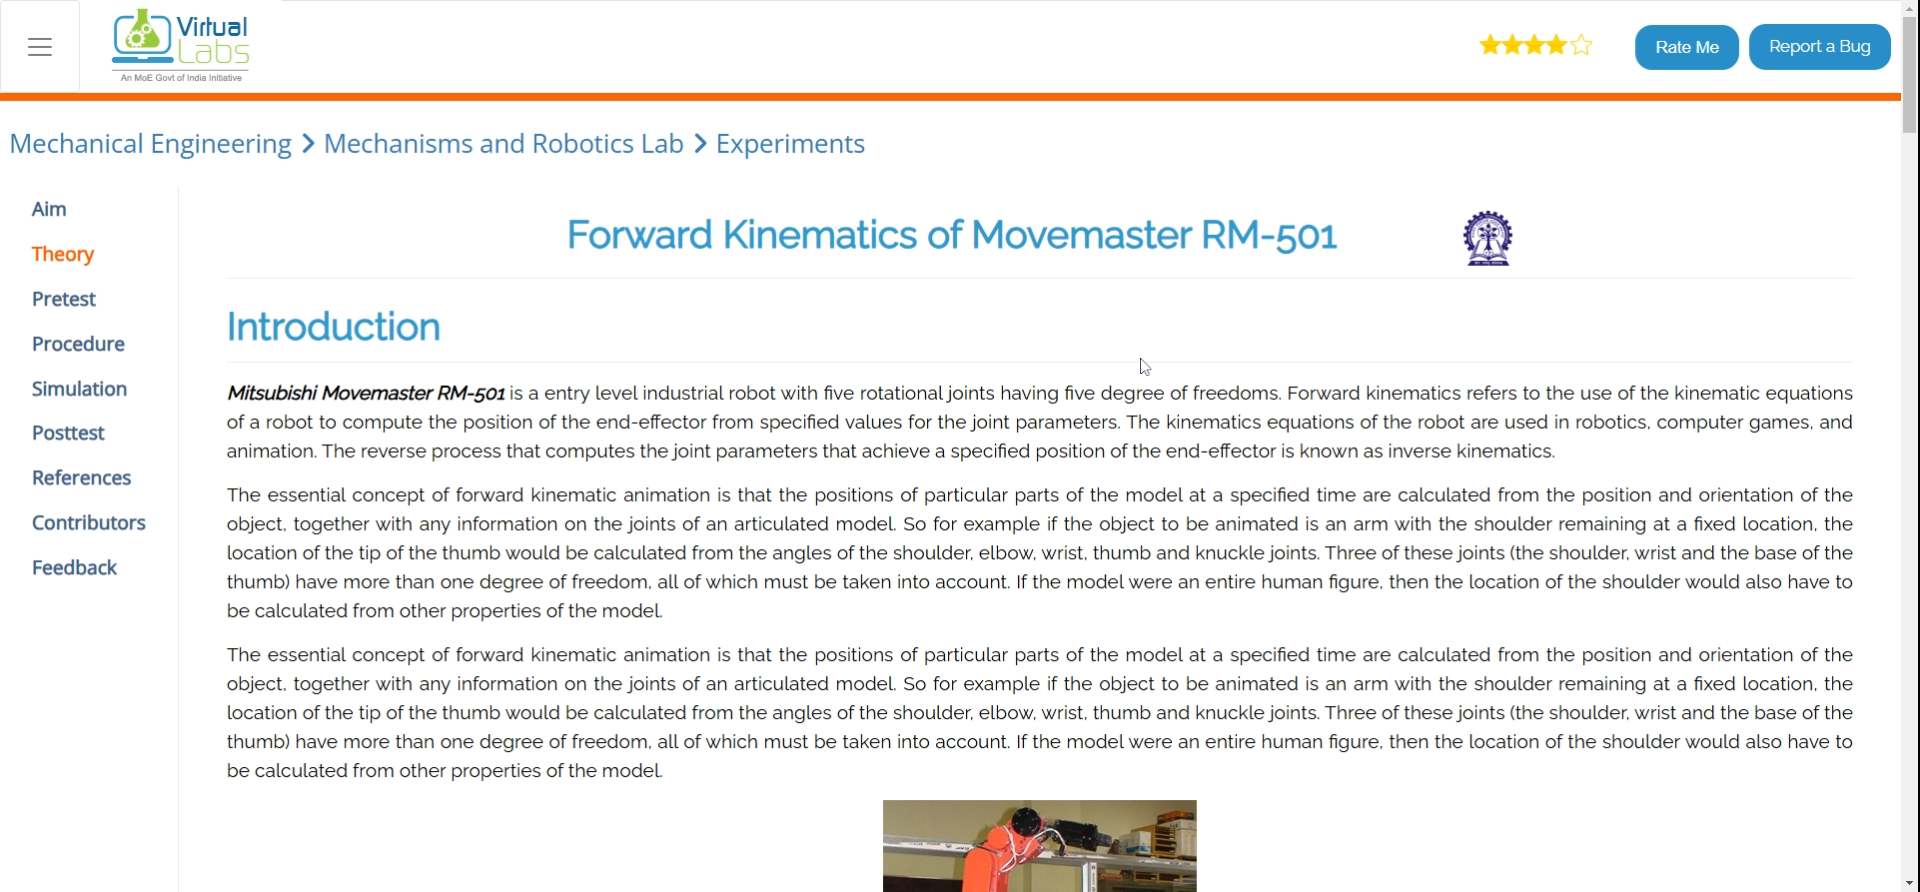 Virtual
Labs
An MoE Govt of India Initiative
Rate Me
Report a Bug
Mechanical Engineering > Mechanisms and Robotics Lab > Experiments
Aim
Theory
Pretest
Procedure
Simulation
Posttest
References
Contributors
Feedback
Forward Kinematics of Movemaster RM-501
Introduction
Mitsubishi Movemaster RM-501 is a entry level industrial robot with five rotational joints having five degree of freedoms. Forward kinematics refers to the use of the kinematic equations
of a robot to compute the position of the end-effector from specified values for the joint parameters. The kinematics equations of the robot are used in robotics, computer games, and
animation. The reverse process that computes the joint parameters that achieve a specified position of the end-effector is known as inverse kinematics.
The essential concept of forward kinematic animation is that the positions of particular parts of the model at a specified time are calculated from the position and orientation of the
object, together with any information on the joints of an articulated model. So for example if the object to be animated is an arm with the shoulder remaining at a fixed location, the
location of the tip of the thumb would be calculated from the angles of the shoulder, elbow, wrist, thumb and knuckle joints. Three of these joints (the shoulder, wrist and the base of the
thumb) have more than one degree of freedom, all of which must be taken into account. If the model were an entire human figure, then the location of the shoulder would also have to
be calculated from other properties of the model.
The essential concept of forward kinematic animation is that the positions of particular parts of the model at a specified time are calculated from the position and orientation of the
object, together with any information on the joints of an articulated model. So for example if the object to be animated is an arm with the shoulder remaining at a fixed location, the
location of the tip of the thumb would be calculated from the angles of the shoulder, elbow, wrist, thumb and knuckle joints. Three of these joints (the shoulder, wrist and the base of the
thumb) have more than one degree of freedom, all of which must be taken into account. If the model were an entire human figure, then the location of the shoulder would also have to
be calculated from other properties of the model.